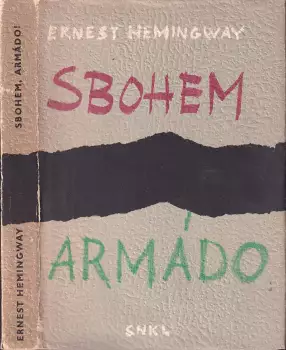 SBOHEM, ARMÁDO!
ERNEST HEMINGWAY
ERNEST HEMINGWAY
SBOHEM
ARMÁDO
SNKL